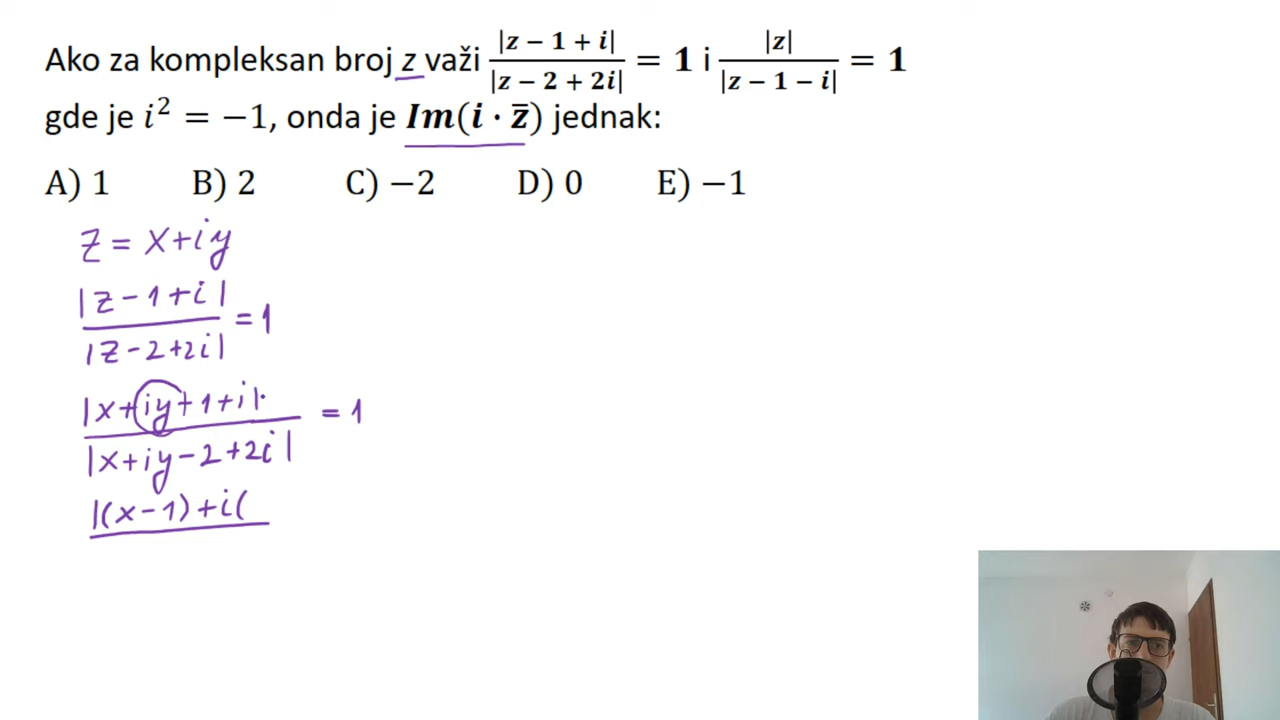 Ako za kompleksan broj z važi |z − 1 + i| / |z − 2 + 2i| = 1 i |z| / |z − 1 − i| = 1
gde je i² = −1, onda je Im(i · z̄) jednak:
A) 1 B) 2 C) −2 D) 0 E) −1
z = x+iy
|z − 1 + i| / |z − 2 + 2i| = 1
|x + iy + 1 + i| / |x + iy − 2 + 2i| = 1
|(x − 1) + i(